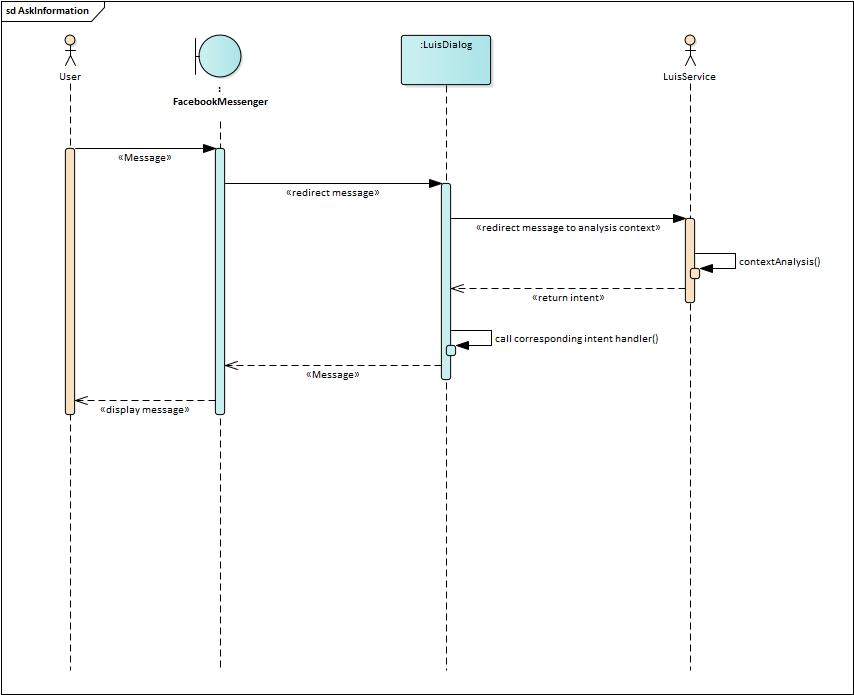 sd AskInformation
User
:
FacebookMessenger
:LuisDialog
LuisService
«Message»
«redirect message»
«redirect message to analysis context»
contextAnalysis()
«return intent»
call corresponding intent handler()
«Message»
«display message»